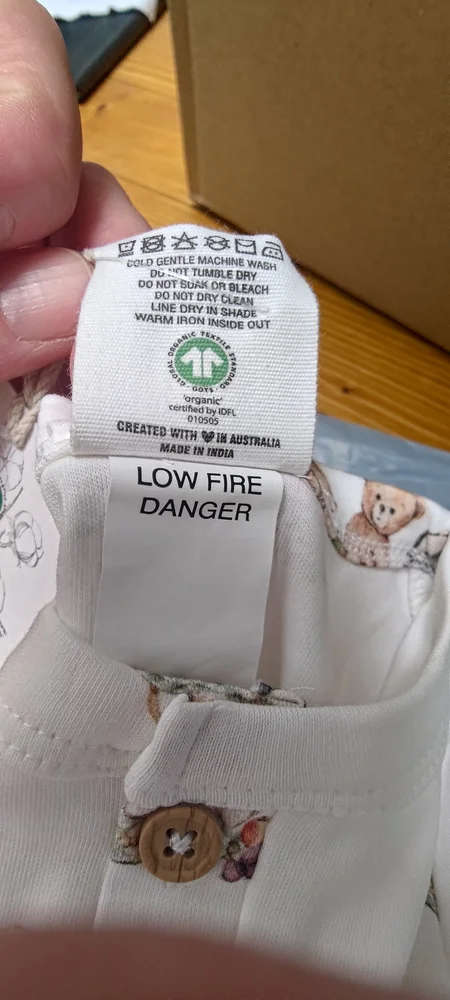 COLD GENTLE MACHINE WASH
DO NOT TUMBLE DRY
DO NOT SOAK OR BLEACH
DO NOT DRY CLEAN
LINE DRY IN SHADE
WARM IRON INSIDE OUT
GLOBAL ORGANIC TEXTILE STANDARD
· GOTS ·
'organic'
certified by IDFL
010505
CREATED WITH ♥ IN AUSTRALIA
MADE IN INDIA
LOW FIRE
DANGER